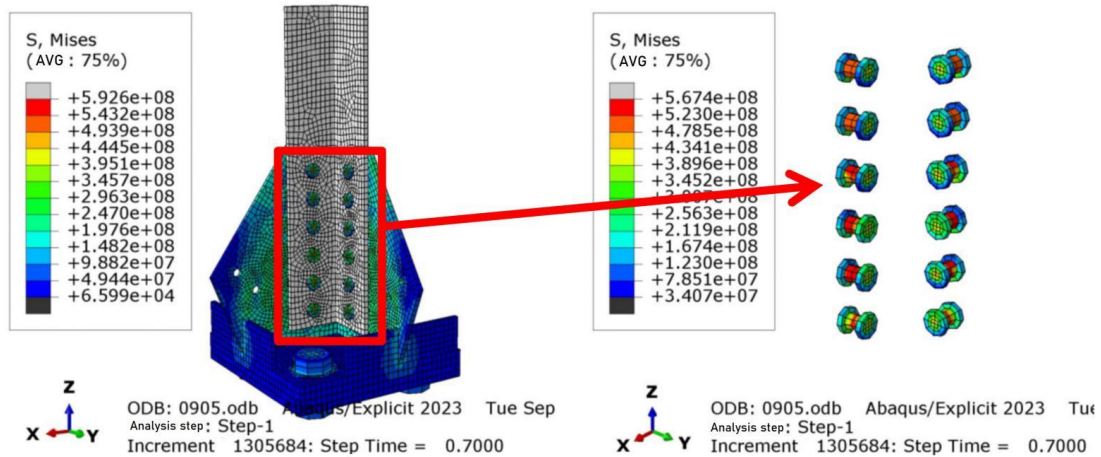 S, Mises
(AVG : 75%)
+5.926e+08
+5.432e+08
+4.939e+08
+4.445e+08
+3.951e+08
+3.457e+08
+2.963e+08
+2.470e+08
+1.976e+08
+1.482e+08
+9.882e+07
+4.944e+07
+6.599e+04
Z
X
Y
ODB: 0905.odb Abaqus/Explicit 2023 Tue Sep
Analysis step: Step-1
Increment 1305684: Step Time = 0.7000
S, Mises
(AVG : 75%)
+5.674e+08
+5.230e+08
+4.785e+08
+4.341e+08
+3.896e+08
+3.452e+08
+3.007e+08
+2.563e+08
+2.119e+08
+1.674e+08
+1.230e+08
+7.851e+07
+3.407e+07
Z
X
Y
ODB: 0905.odb Abaqus/Explicit 2023 Tue
Analysis step: Step-1
Increment 1305684: Step Time = 0.7000